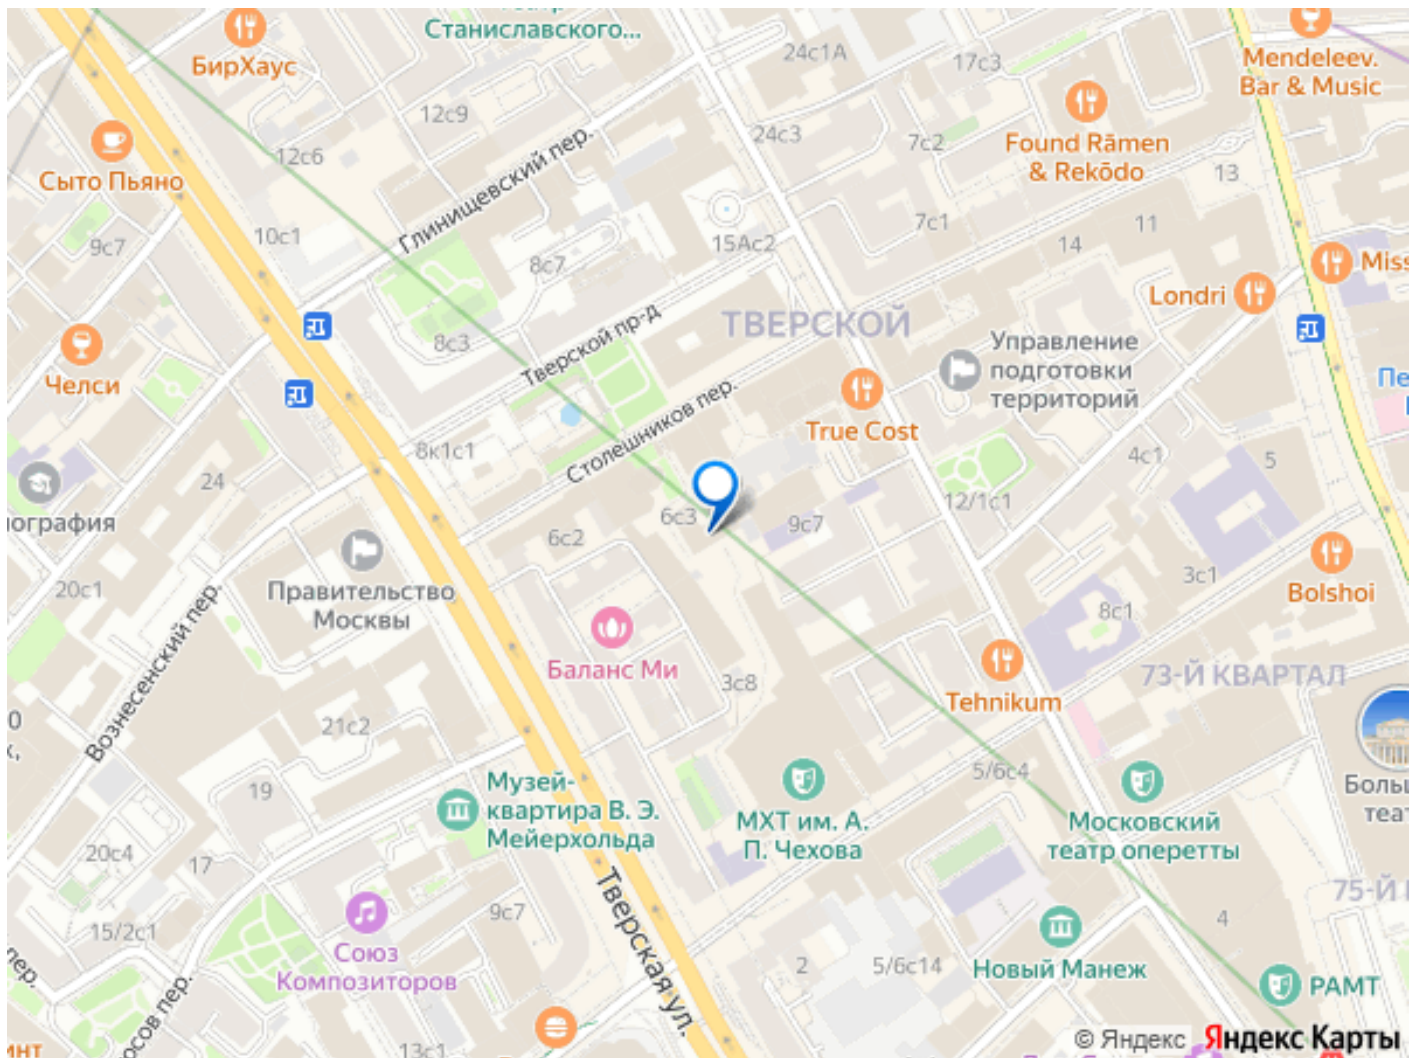 Станиславского...
БирХаус
24с1А
17с3
Mendeleev.
Bar & Music
12с9
24с3
7с2
Found Rāmen
& Rekōdo
12с6
Глинищевский пер.
13
Сыто Пьяно
9с7
10с1
8с7
15Ас2
7с1
14
11
Londri
ТВЕРСКОЙ
8с3
Тверской пр-д
Управление
подготовки
территорий
Челси
Столешников пер.
True Cost
8к1с1
24
4с1
5
12/1с1
6с3
9с7
6с2
Правительство
Москвы
20с1
Вознесенский пер.
3с1
Bolshoi
8с1
Баланс Ми
3с8
Tehnikum
73-Й КВАРТАЛ
21с2
19
Музей-
квартира В. Э.
Мейерхольда
МХТ им. А.
П. Чехова
5/6с4
Московский
театр оперетты
20с4
17
15/2с1
9с7
Тверская ул.
Союз
Композиторов
2
5/6с14
Новый Манеж
4
РАМТ
13с1
© Яндекс Яндекс Карты